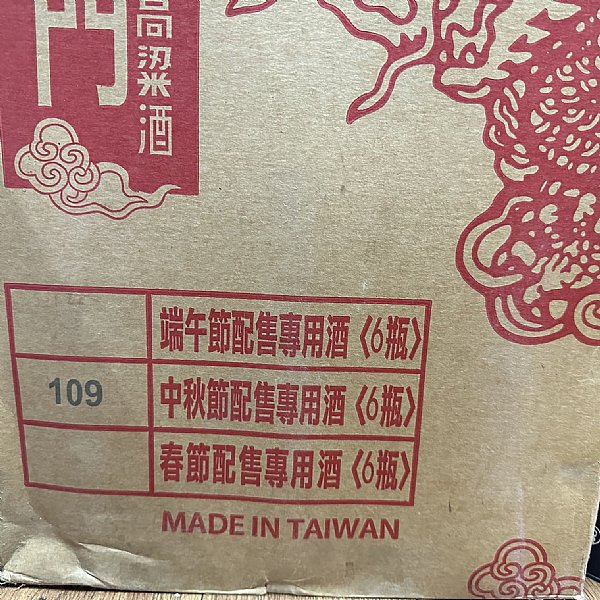 門
高粱酒
端午節配售專用酒〈6瓶〉
109
中秋節配售專用酒〈6瓶〉
春節配售專用酒〈6瓶〉
MADE IN TAIWAN